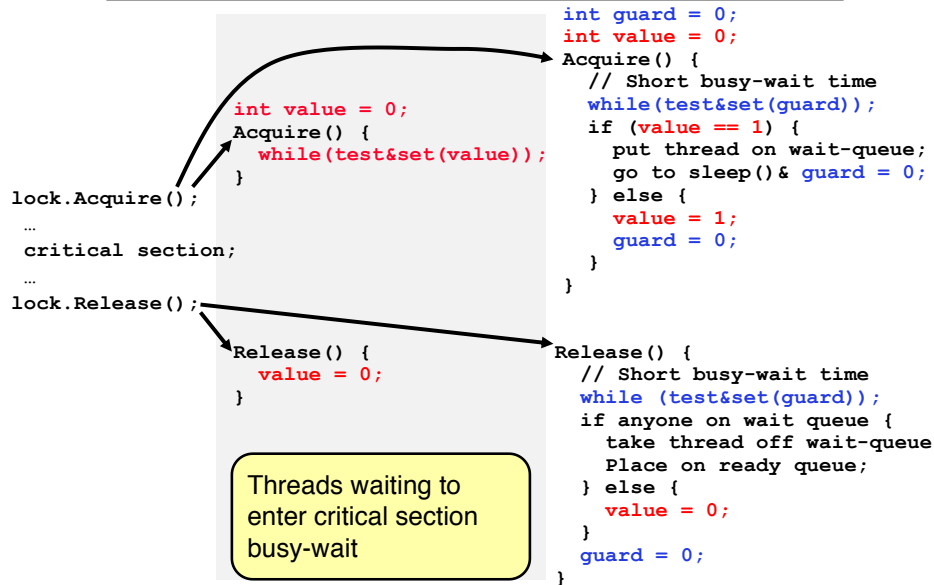 lock.Acquire();
…
critical section;
…
lock.Release();
int value = 0;
Acquire() {
while(test&set(value));
}
Release() {
value = 0;
}
Threads waiting to
enter critical section
busy-wait
int guard = 0;
int value = 0;
Acquire() {
// Short busy-wait time
while(test&set(guard));
if (value == 1) {
put thread on wait-queue;
go to sleep()& guard = 0;
} else {
value = 1;
guard = 0;
}
}
Release() {
// Short busy-wait time
while (test&set(guard));
if anyone on wait queue {
take thread off wait-queue
Place on ready queue;
} else {
value = 0;
}
guard = 0;
}